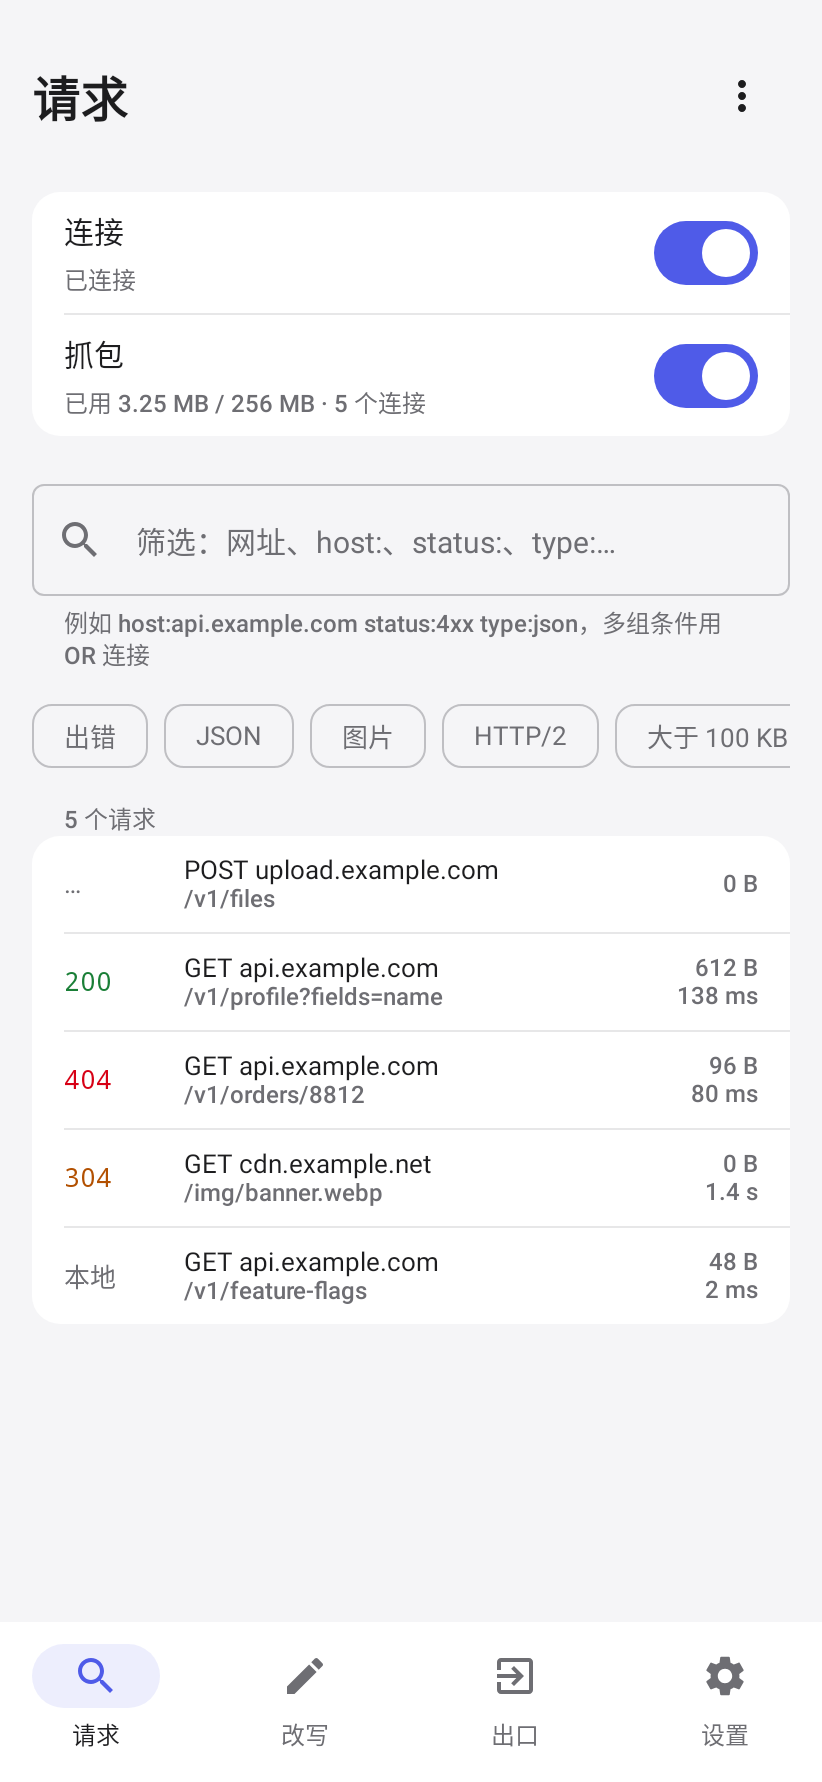 请求
连接
已连接
抓包
已用 3.25 MB / 256 MB · 5 个连接
筛选：网址、host:、status:、type:...
例如 host:api.example.com status:4xx type:json，多组条件用
OR 连接
出错 JSON 图片 HTTP/2 大于 100 KB
5 个请求
... POST upload.example.com 0 B
/v1/files
GET api.example.com 612 B
200
/v1/profile?fields=name 138 ms
GET api.example.com 96 B
404
/v1/orders/8812 80 ms
GET cdn.example.net 0 B
304
/img/banner.webp 1.4 s
GET api.example.com 48 B
本地
/v1/feature-flags 2 ms
请求 改写 出口 设置